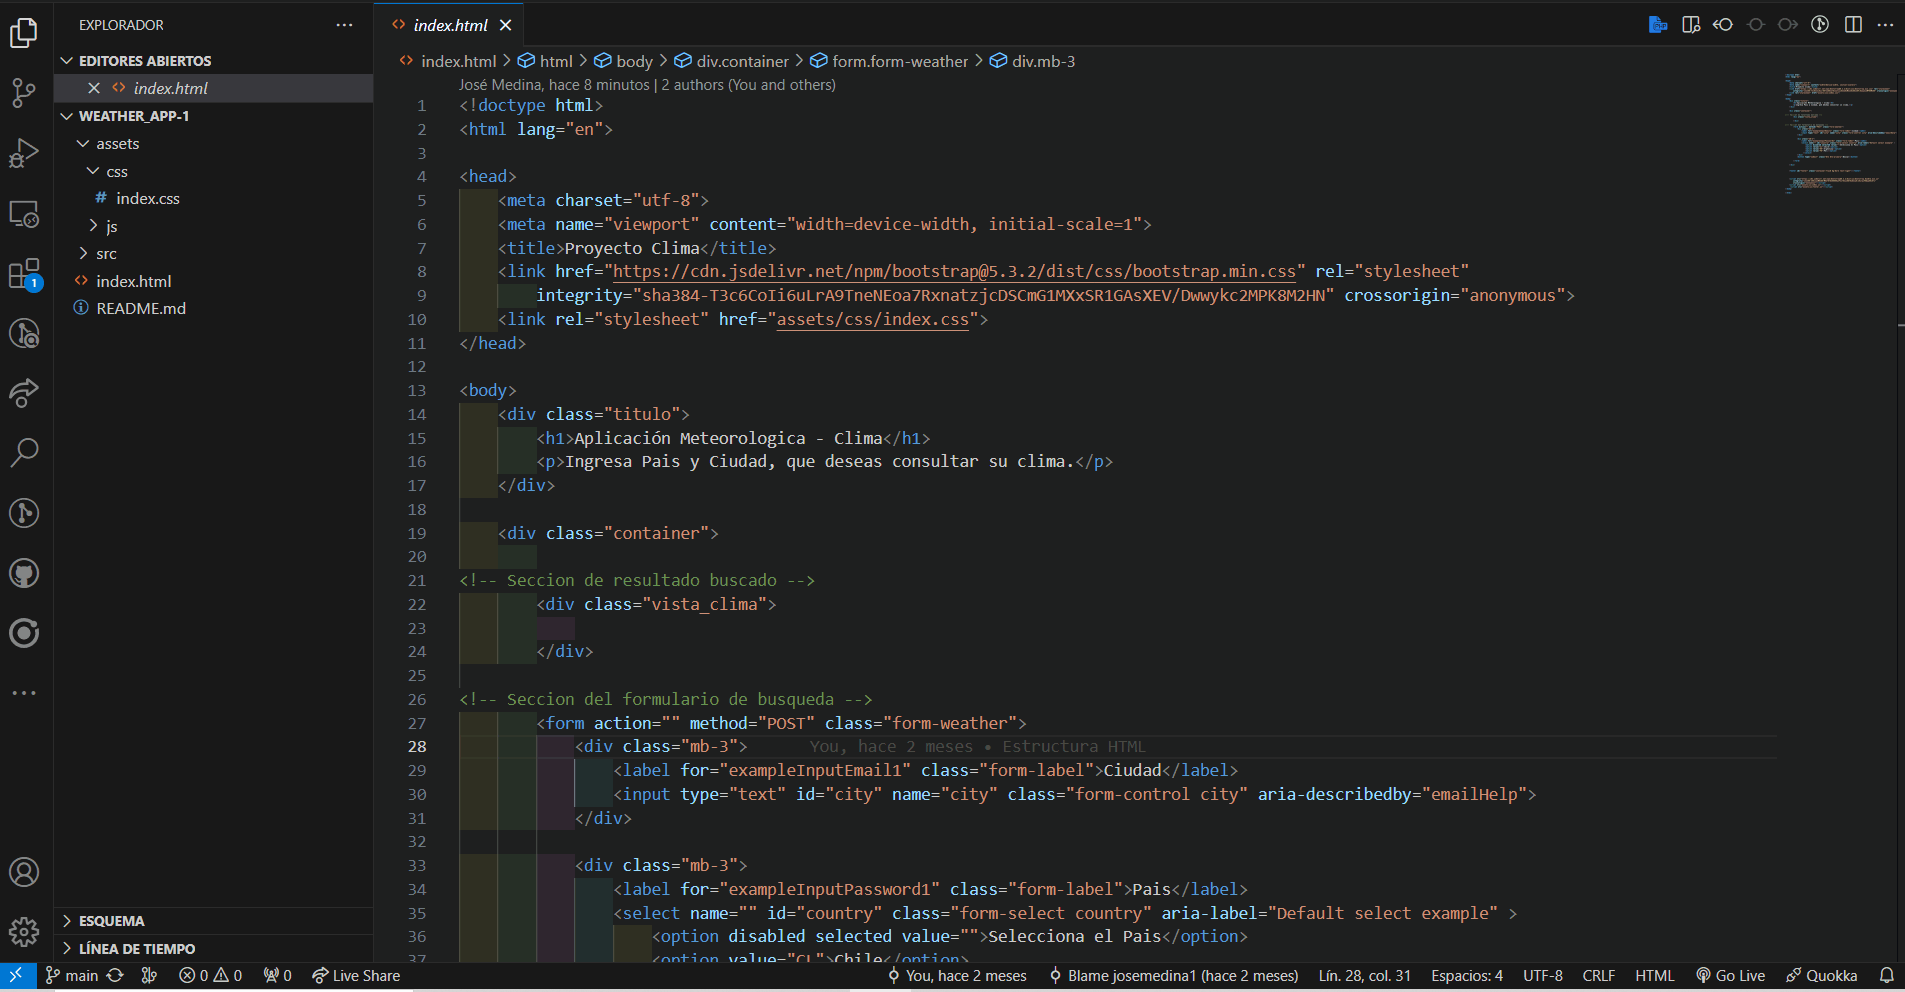 EXPLORADOR
EDITORES ABIERTOS
index.html
WEATHER_APP-1
assets
css
# index.css
js
src
index.html
README.md
ESQUEMA
LÍNEA DE TIEMPO
1
index.html
index.html > html > body > div.container > form.form-weather > div.mb-3
José Medina, hace 8 minutos | 2 authors (You and others)
1 <!doctype html>
2 <html lang="en">
3
4 <head>
5 <meta charset="utf-8">
6 <meta name="viewport" content="width=device-width, initial-scale=1">
7 <title>Proyecto Clima</title>
8 <link href="https://cdn.jsdelivr.net/npm/bootstrap@5.3.2/dist/css/bootstrap.min.css" rel="stylesheet"
9 integrity="sha384-T3c6CoIi6uLrA9TneNEoa7RxnatzjcDSCmG1MXxSR1GAsXEV/Dwwykc2MPK8M2HN" crossorigin="anonymous">
10 <link rel="stylesheet" href="assets/css/index.css">
11 </head>
12
13 <body>
14 <div class="titulo">
15 <h1>Aplicación Meteorologica - Clima</h1>
16 <p>Ingresa Pais y Ciudad, que deseas consultar su clima.</p>
17 </div>
18
19 <div class="container">
20
21 <!-- Seccion de resultado buscado -->
22 <div class="vista_clima">
23
24 </div>
25
26 <!-- Seccion del formulario de busqueda -->
27 <form action="" method="POST" class="form-weather">
28 <div class="mb-3"> You, hace 2 meses • Estructura HTML
29 <label for="exampleInputEmail1" class="form-label">Ciudad</label>
30 <input type="text" id="city" name="city" class="form-control city" aria-describedby="emailHelp">
31 </div>
32
33 <div class="mb-3">
34 <label for="exampleInputPassword1" class="form-label">Pais</label>
35 <select name="" id="country" class="form-select country" aria-label="Default select example" >
36 <option disabled selected value="">Selecciona el Pais</option>
37 <option value="CL">Chile</option>
main 0 0 0 Live Share You, hace 2 meses Blame josemedina1 (hace 2 meses) Lín. 28, col. 31 Espacios: 4 UTF-8 CRLF HTML Go Live Quokka